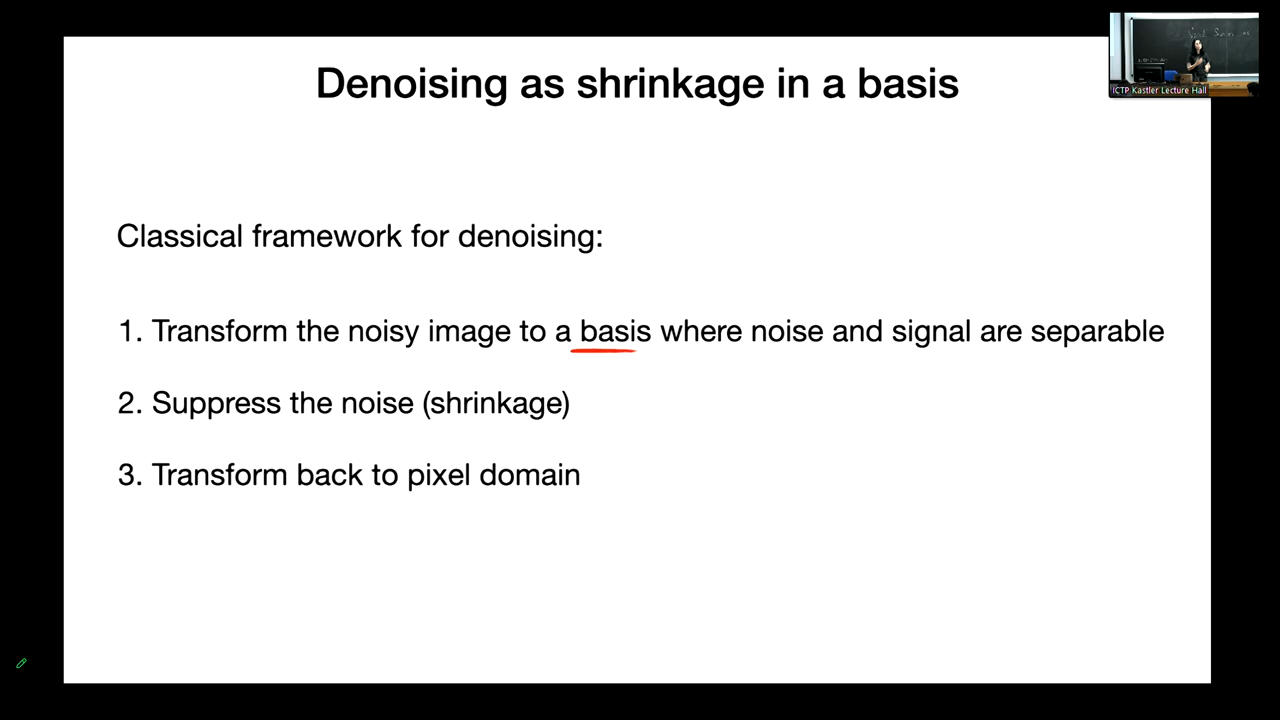 Denoising as shrinkage in a basis
ICTP Kastler Lecture Hall
Classical framework for denoising:
1. Transform the noisy image to a basis where noise and signal are separable
2. Suppress the noise (shrinkage)
3. Transform back to pixel domain